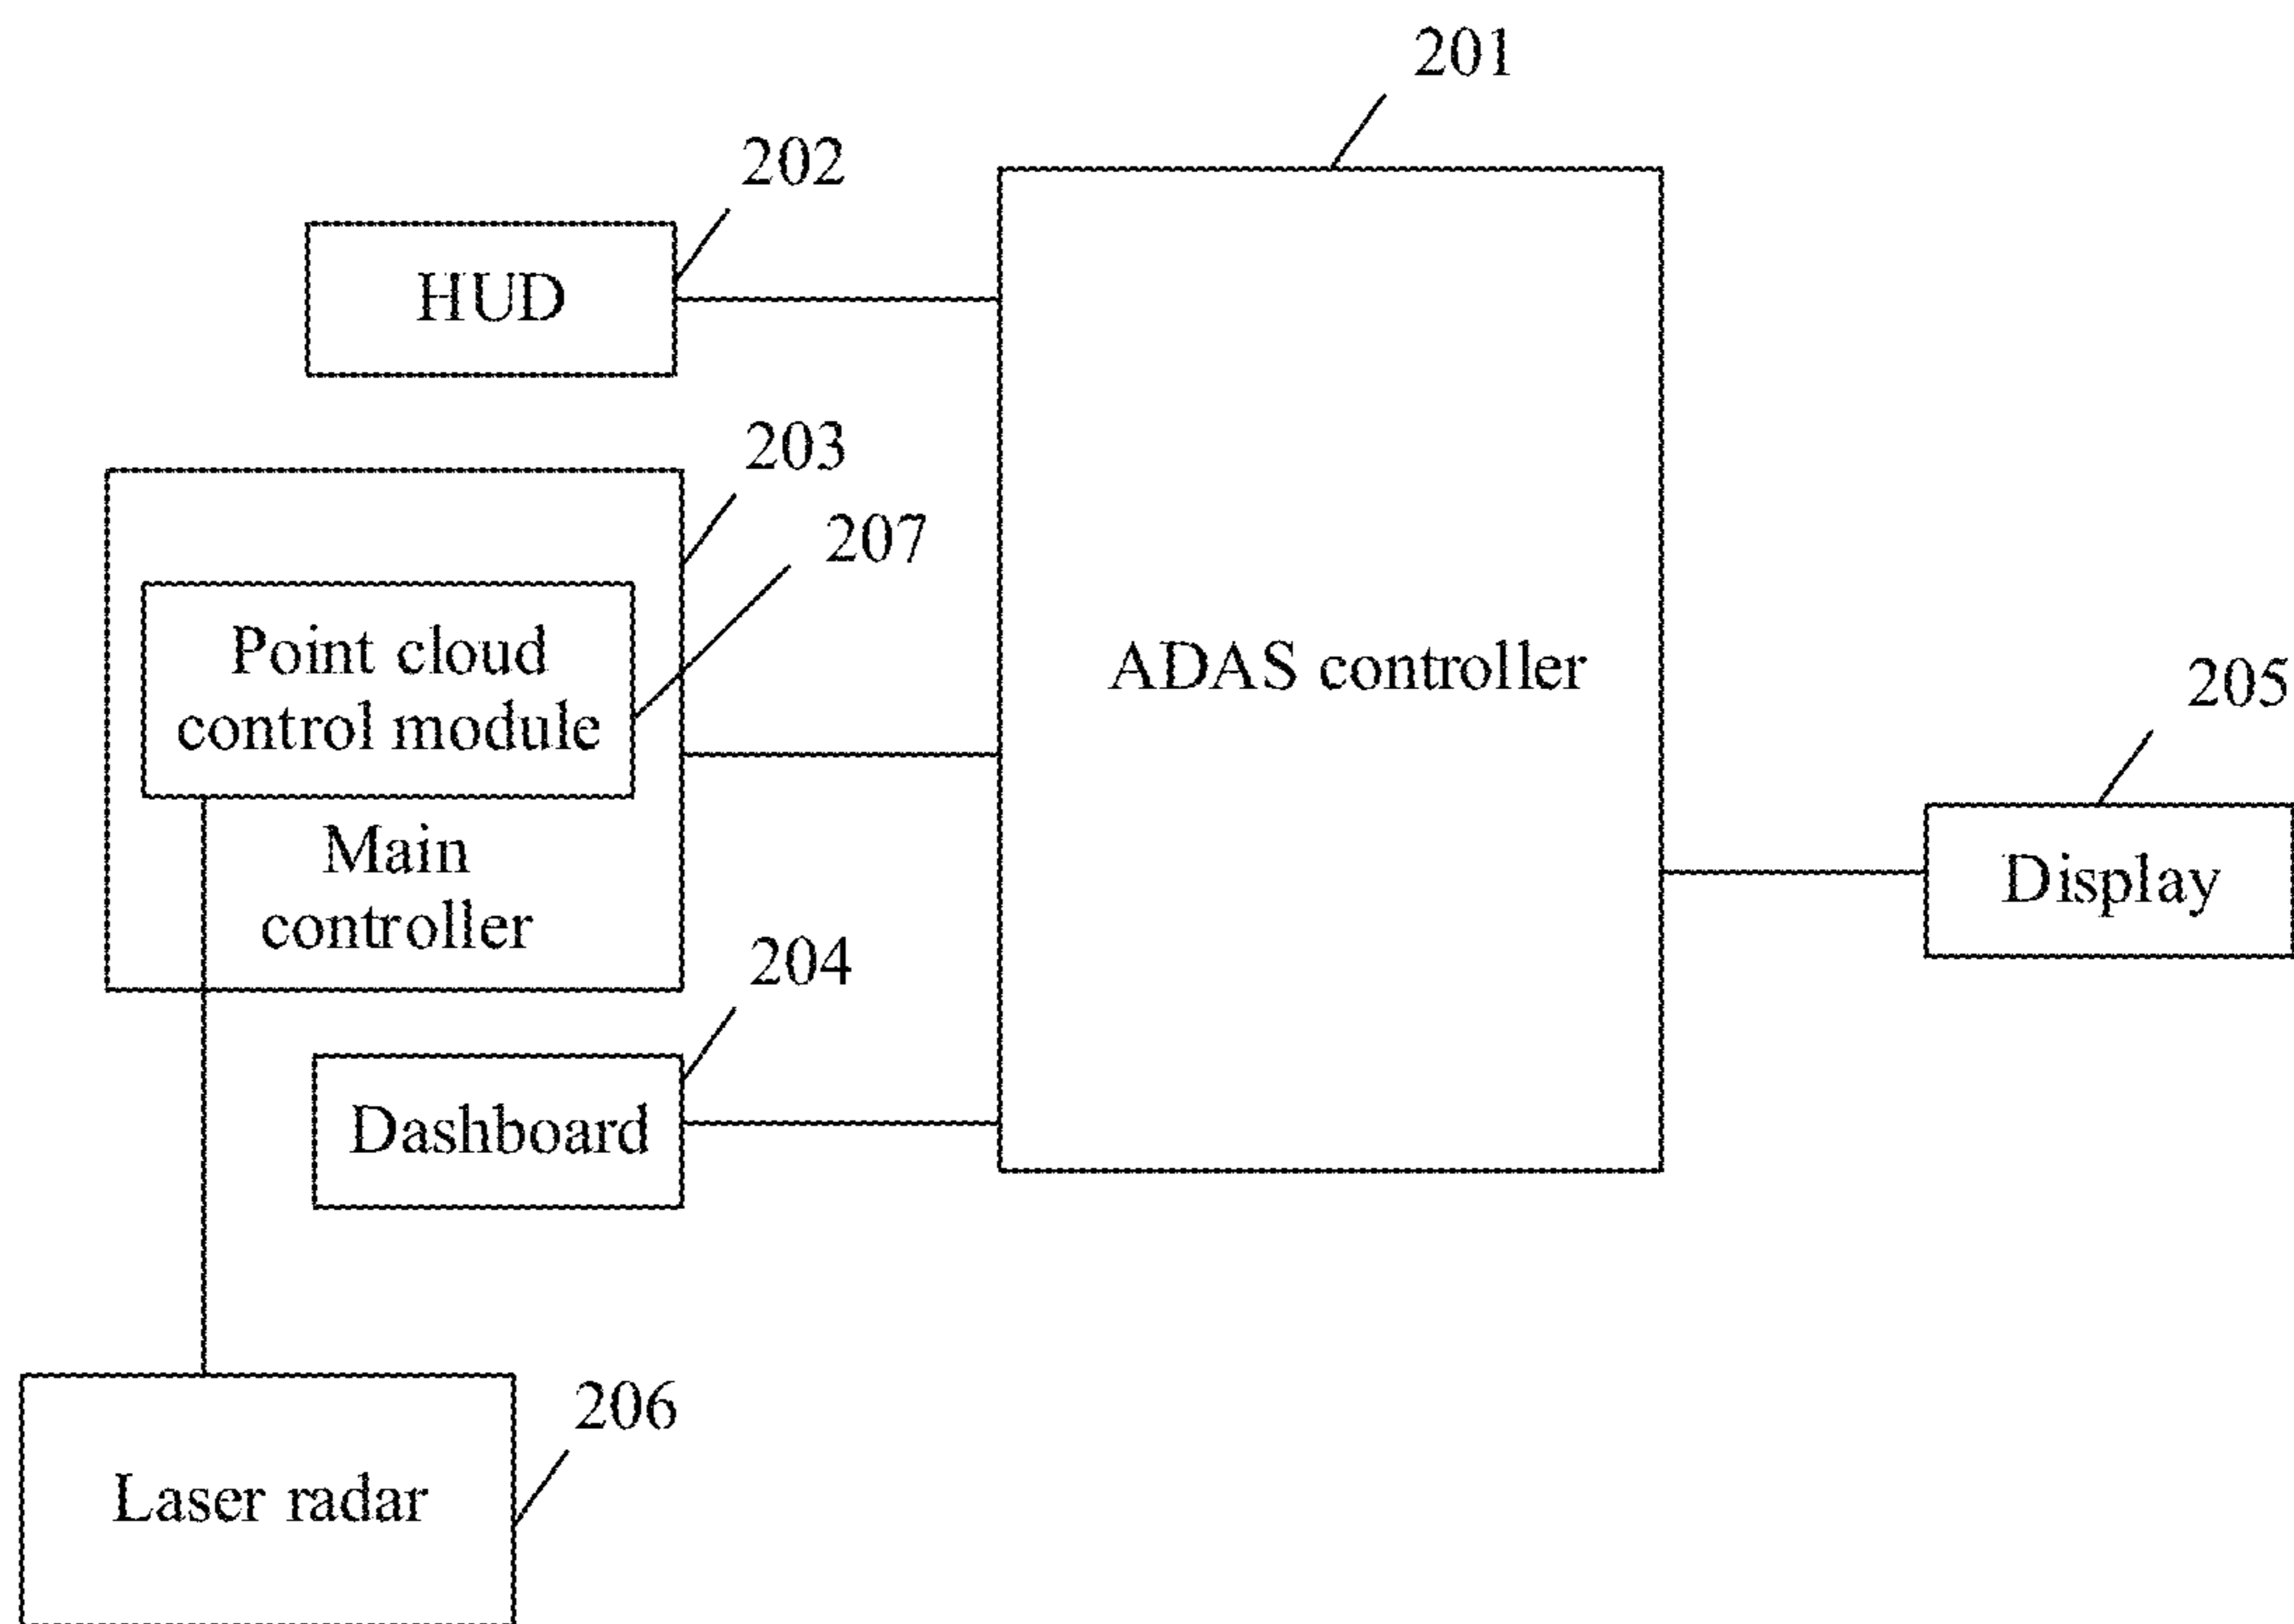 201
202
HUD
203
207
Point cloud
control module
ADAS controller
205
Main
controller
Display
204
Dashboard
206
Laser radar